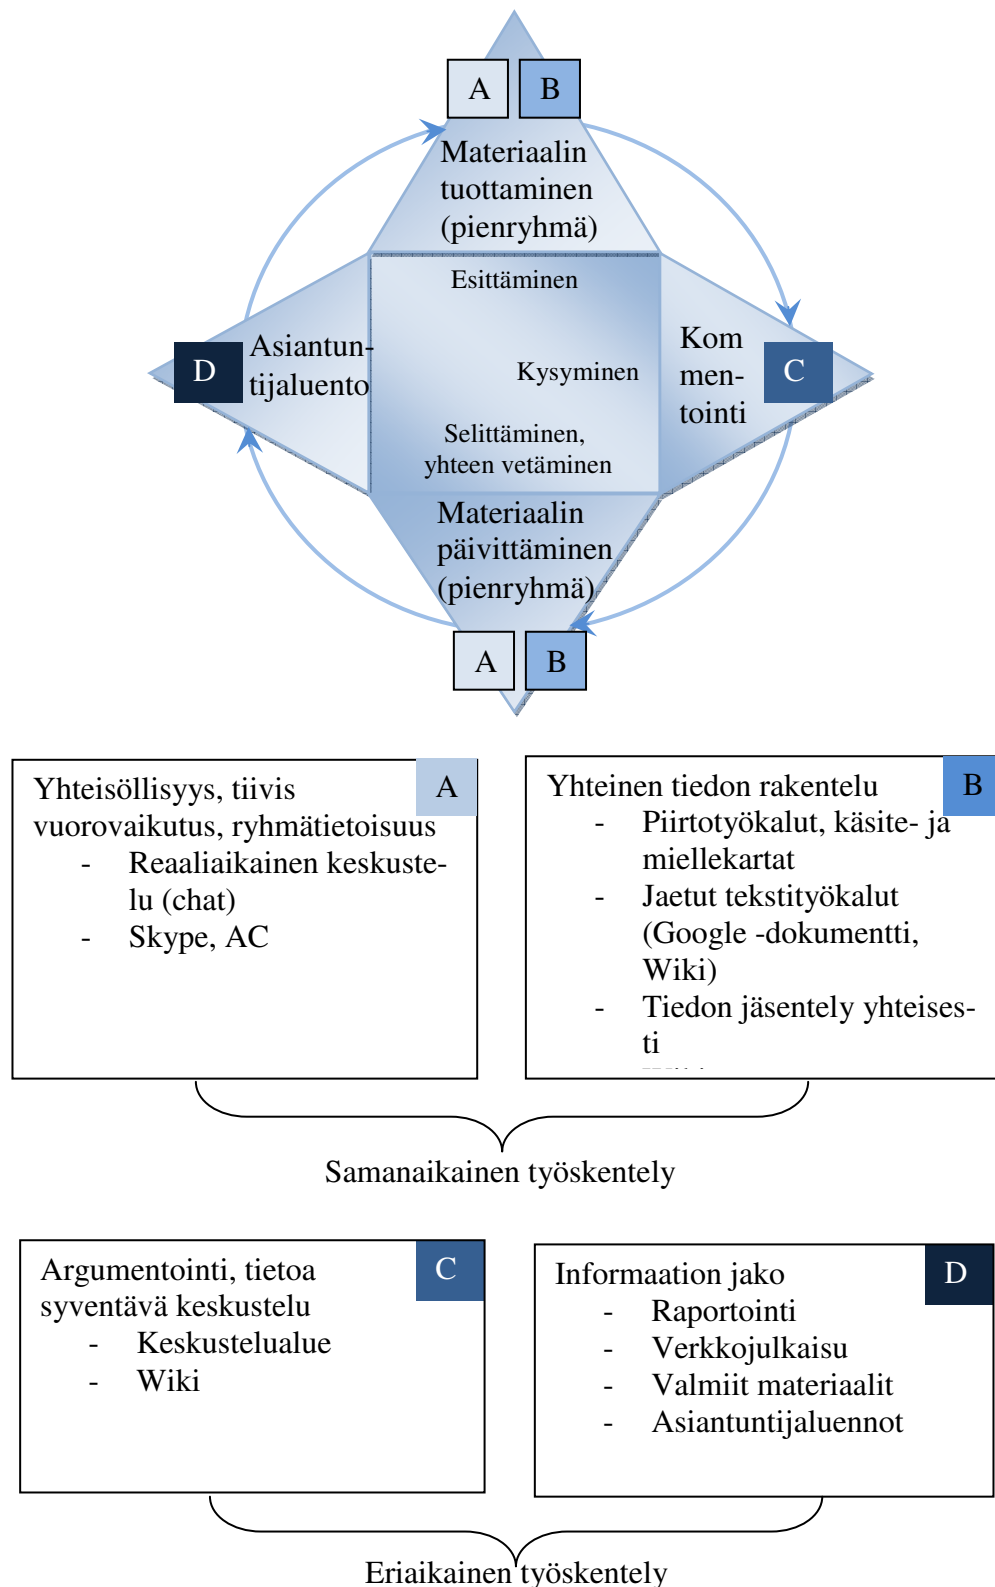 A B
Materiaalin
tuottaminen
(pienryhmä)
Esittäminen
D
Asiantun-
tijaluento
Kysyminen
Kom
men-
tointi
C
Selittäminen,
yhteen vetäminen
Materiaalin
päivittäminen
(pienryhmä)
A B
A
Yhteisöllisyys, tiivis
vuorovaikutus, ryhmätietoisuus
- Reaaliaikainen keskuste-
lu (chat)
- Skype, AC
B
Yhteinen tiedon rakentelu
- Piirtotyökalut, käsite- ja
miellekartat
- Jaetut tekstityökalut
(Google -dokumentti,
Wiki)
- Tiedon jäsentely yhteises-
ti
Samanaikainen työskentely
C
Argumentointi, tietoa
syventävä keskustelu
- Keskustelualue
- Wiki
D
Informaation jako
- Raportointi
- Verkkojulkaisu
- Valmiit materiaalit
- Asiantuntijaluennot
Eriaikainen työskentely